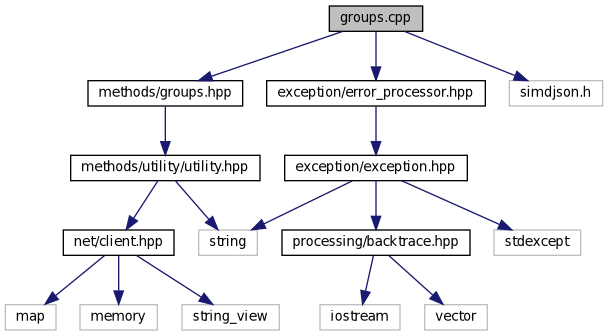 groups.cpp
methods/groups.hpp
exception/error_processor.hpp
simdjson.h
methods/utility/utility.hpp
exception/exception.hpp
net/client.hpp
string
processing/backtrace.hpp
stdexcept
map
memory
string_view
iostream
vector